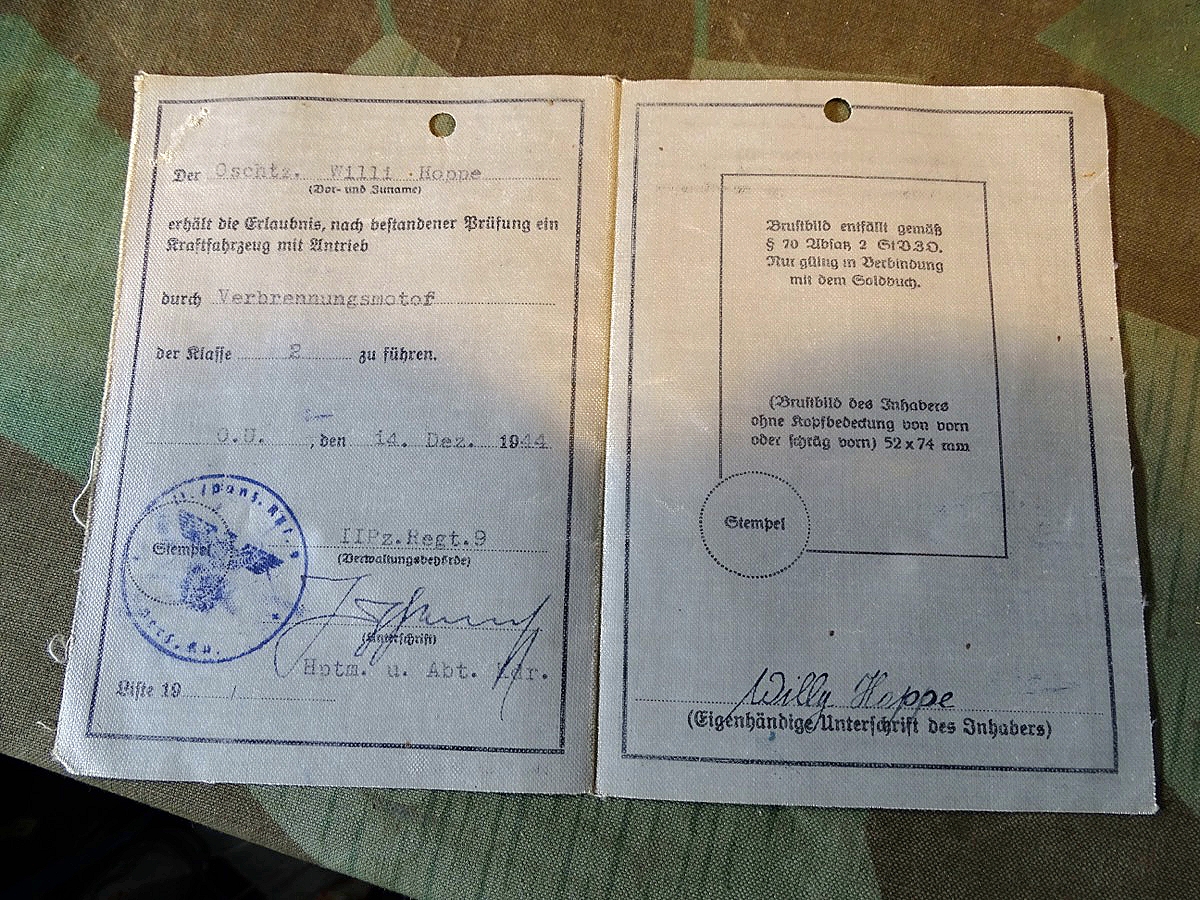 Der Oschtz. Willi Hoppe
(Vor- und Zuname)
erhält die Erlaubnis, nach bestandener Prüfung ein
Kraftfahrzeug mit Antrieb
durch Verbrennungsmotof
der Klasse 2 zu führen.
O.U. , den 14. Dez. 1944
Stempel
IIPz.Regt.9
(Verwaltungsbehörde)
(Unterschrift)
Hptm. u. Abt. Kdr.
Liste 19 /
Brustbild entfällt gemäß
§ 70 Absatz 2 StVZO.
Nur gültig in Verbindung
mit dem Soldbuch.
(Brustbild des Inhabers
ohne Kopfbedeckung von vorn
oder schräg vorn) 52 x 74 mm
Stempel
Willy Hoppe
(Eigenhändige Unterschrift des Inhabers)